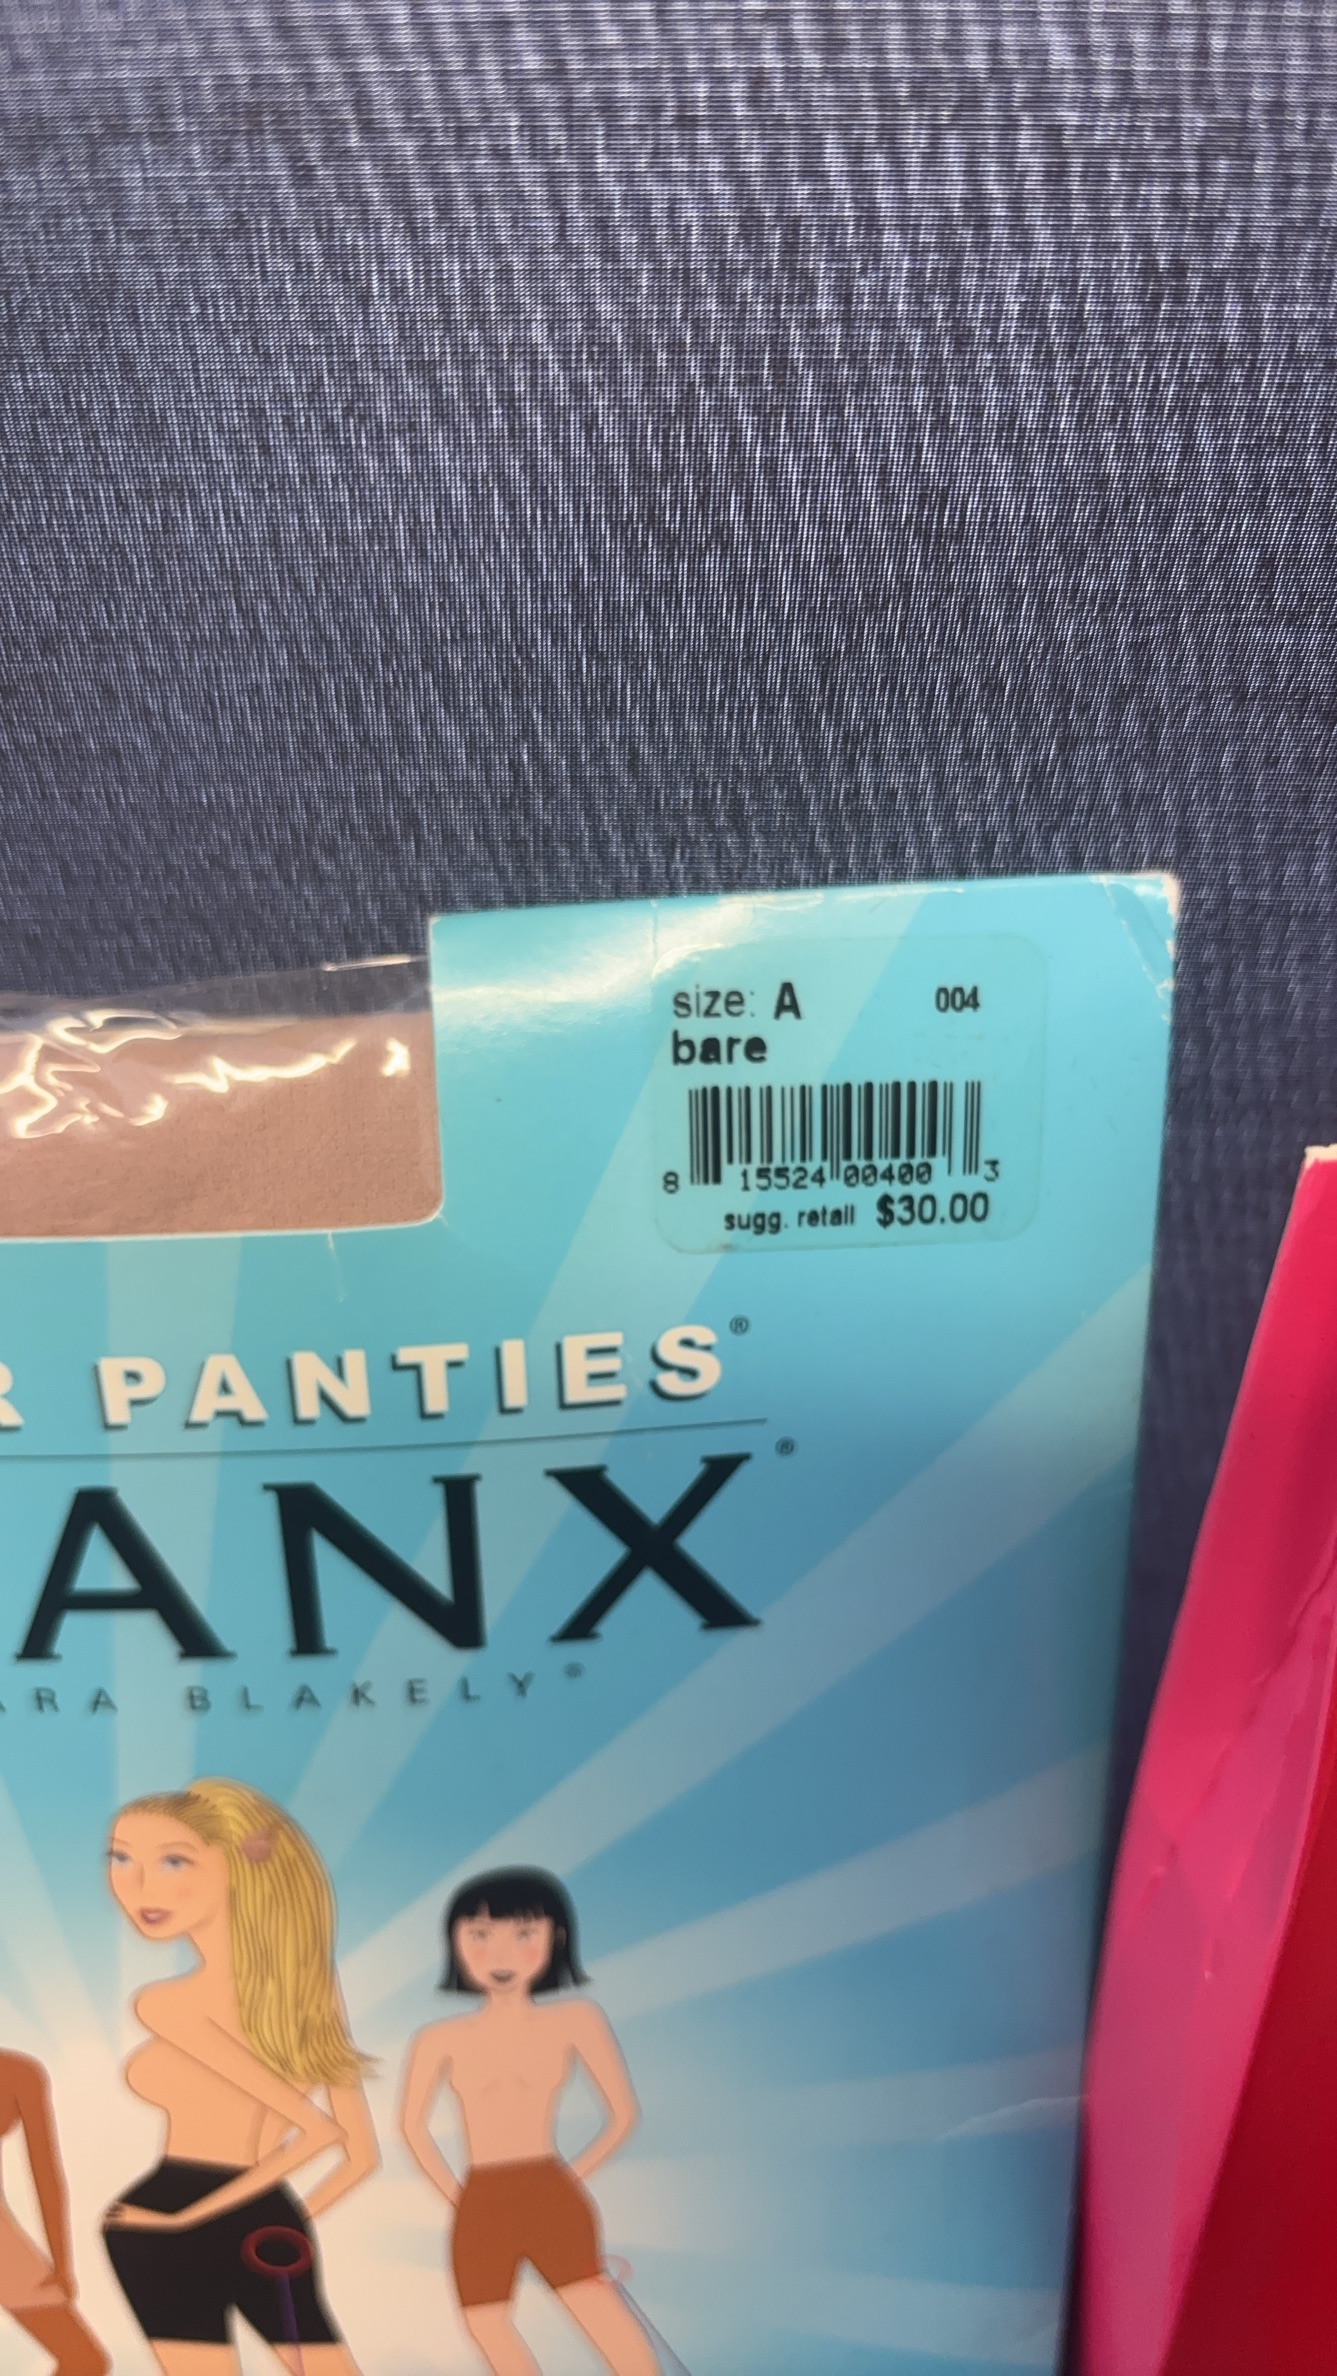 size: A 004
bare
8 15524 00400 3
sugg. retail $30.00
R PANTIES®
ANX®
ARA BLAKELY®